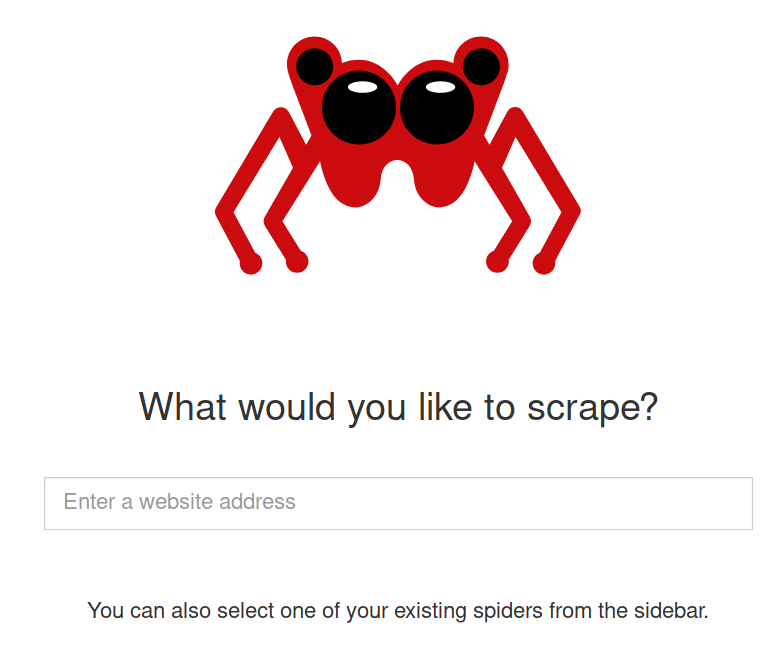 What would you like to scrape?
Enter a website address
You can also select one of your existing spiders from the sidebar.